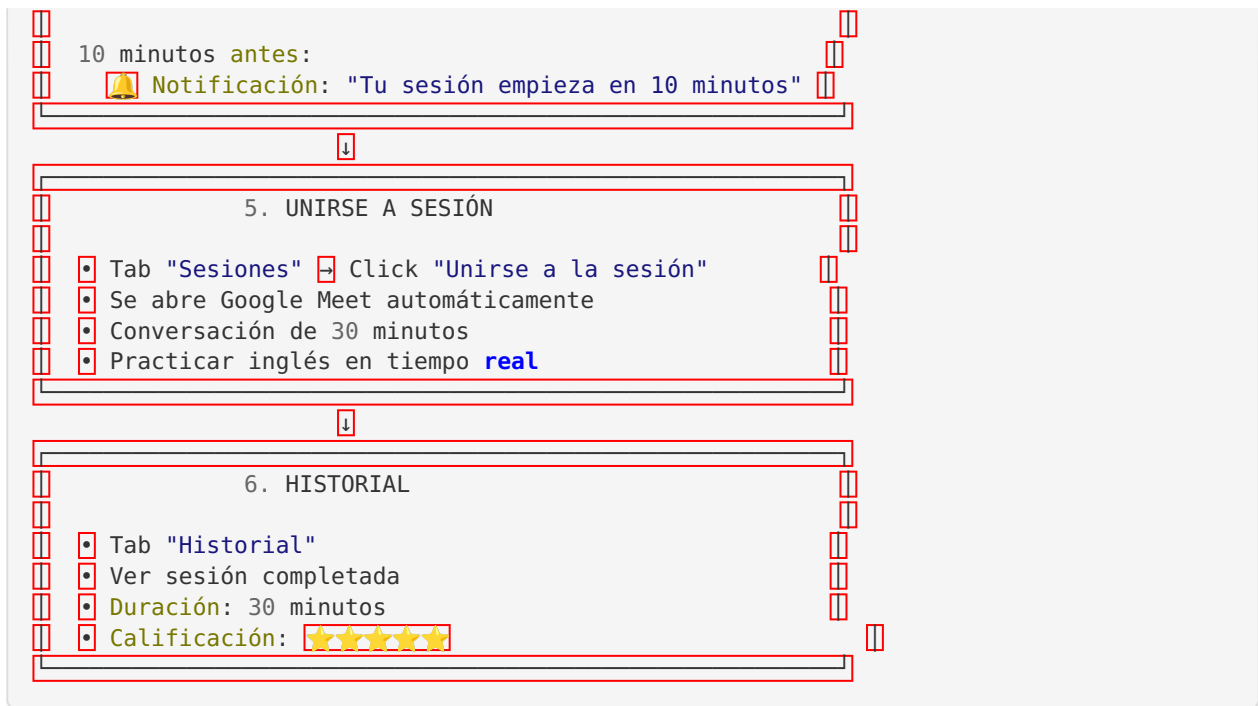 │ │
│ 10 minutos antes: │
│ 🔔 Notificación: "Tu sesión empieza en 10 minutos" │
└─────────────────────────────────────────────────────────┘
↓
┌─────────────────────────────────────────────────────────┐
│ 5. UNIRSE A SESIÓN │
│ │
│ • Tab "Sesiones" → Click "Unirse a la sesión" │
│ • Se abre Google Meet automáticamente │
│ • Conversación de 30 minutos │
│ • Practicar inglés en tiempo real │
└─────────────────────────────────────────────────────────┘
↓
┌─────────────────────────────────────────────────────────┐
│ 6. HISTORIAL │
│ │
│ • Tab "Historial" │
│ • Ver sesión completada │
│ • Duración: 30 minutos │
│ • Calificación: ⭐⭐⭐⭐⭐ │
└─────────────────────────────────────────────────────────┘